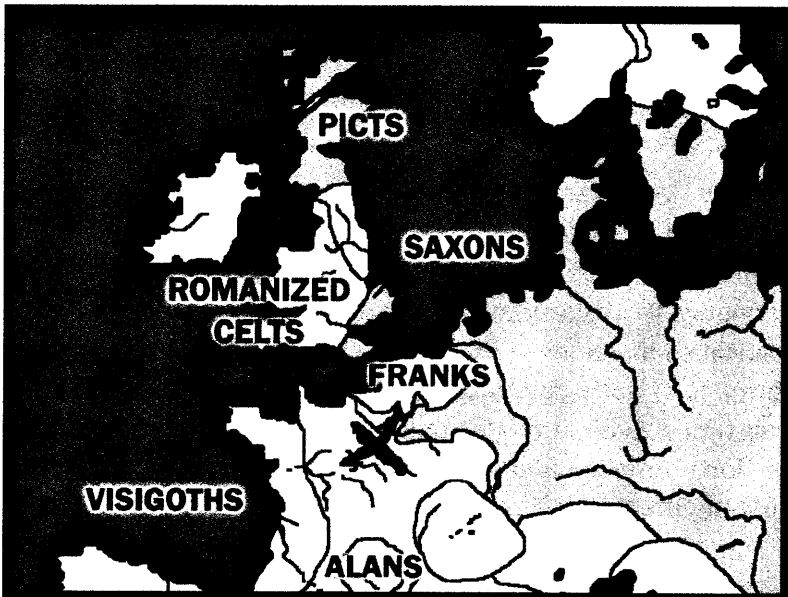 PICTS
SAXONS
ROMANIZED
CELTS
FRANKS
VISIGOTHS
ALANS